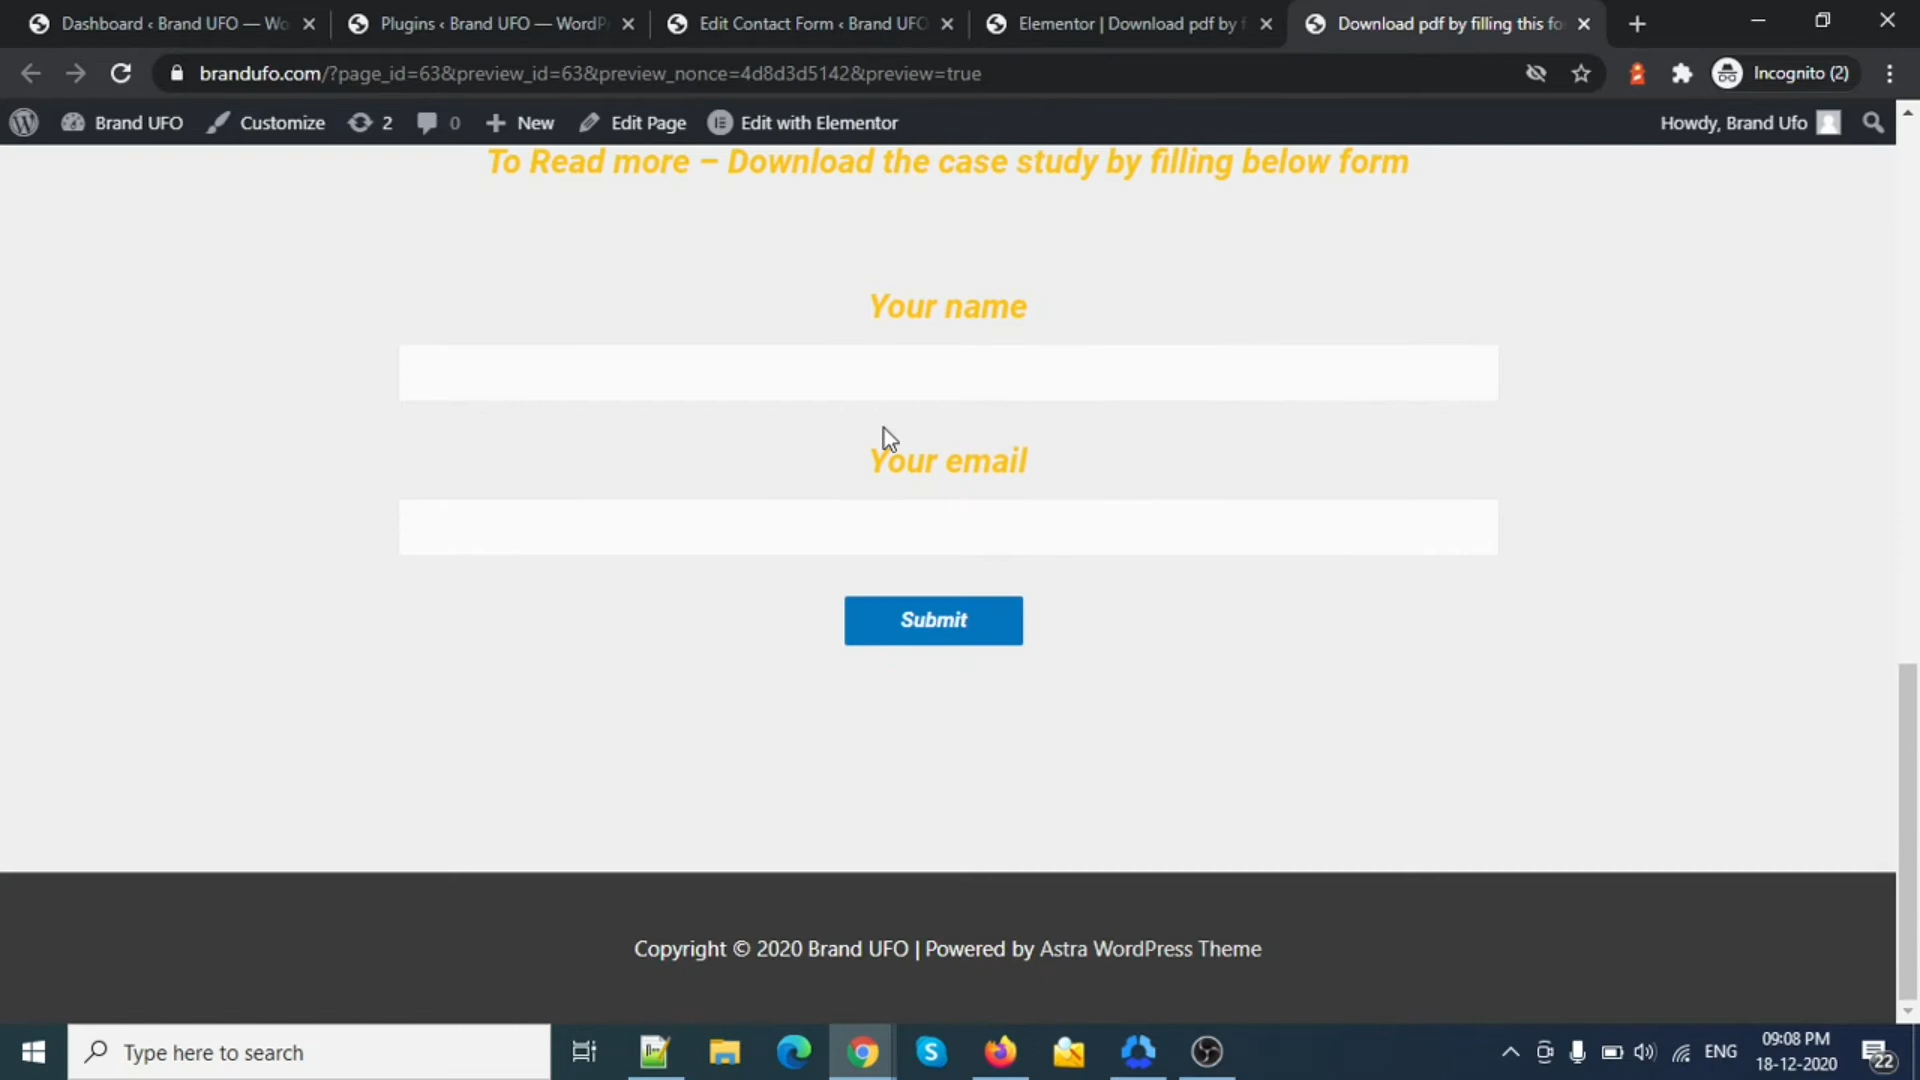 Dashboard ‹ Brand UFO — Wo
Plugins ‹ Brand UFO — WordP
Edit Contact Form ‹ Brand UFO
Elementor | Download pdf by f
Download pdf by filling this fo
brandufo.com/?page_id=63&preview_id=63&preview_nonce=4d8d3d5142&preview=true
Incognito (2)
Brand UFO
Customize
2
0
New
Edit Page
Edit with Elementor
Howdy, Brand Ufo
To Read more – Download the case study by filling below form
Your name
Your email
Submit
Copyright © 2020 Brand UFO | Powered by Astra WordPress Theme
Type here to search
ENG
09:08 PM
18-12-2020
22